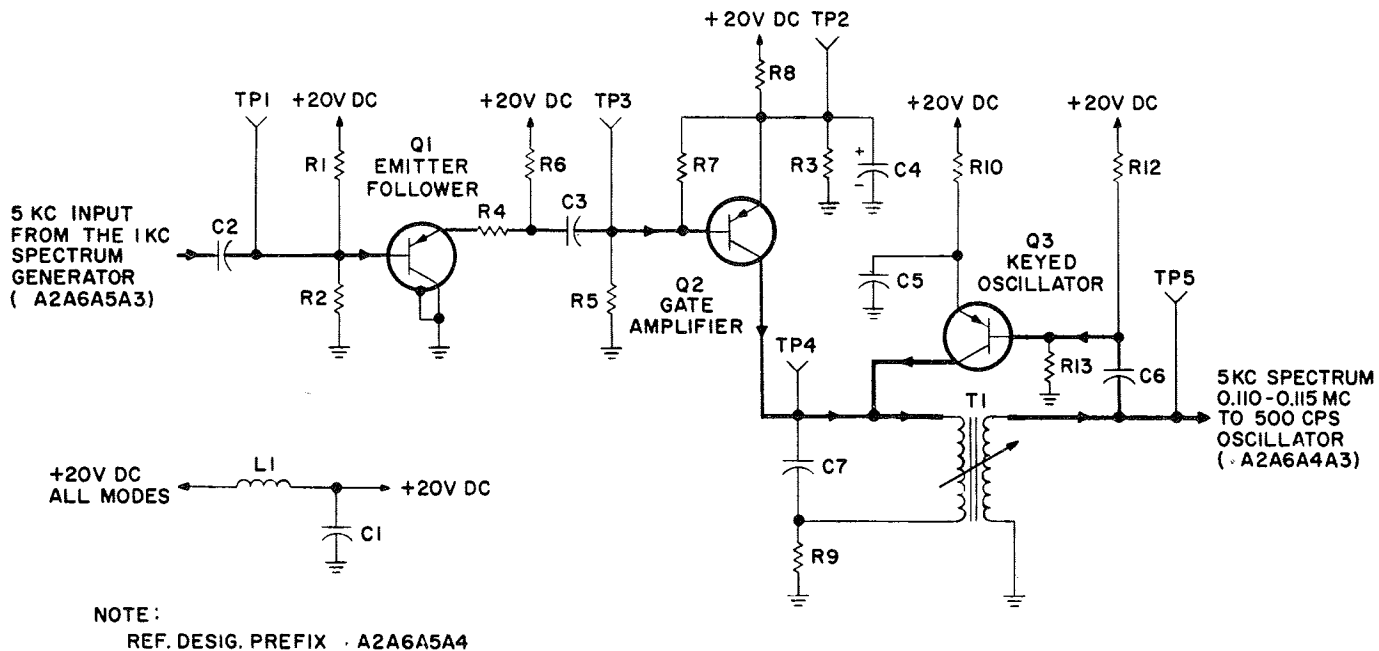 +20V DC TP2
R8
TP1
+20V DC
+20V DC
TP3
+20V DC
+20V DC
Q1
EMITTER
FOLLOWER
R1
R6
R7
R3
+
-
C4
R10
R12
5 KC INPUT
FROM THE 1KC
SPECTRUM
GENERATOR
( A2A6A5A3)
C2
R4
C3
Q3
KEYED
OSCILLATOR
TP5
R2
R5
Q2
GATE
AMPLIFIER
C5
TP4
R13
C6
T1
5KC SPECTRUM
0.110-0.115 MC
TO 500 CPS
OSCILLATOR
( A2A6A4A3)
C7
+20V DC
ALL MODES
L1
+20V DC
C1
R9
NOTE:
REF. DESIG. PREFIX A2A6A5A4